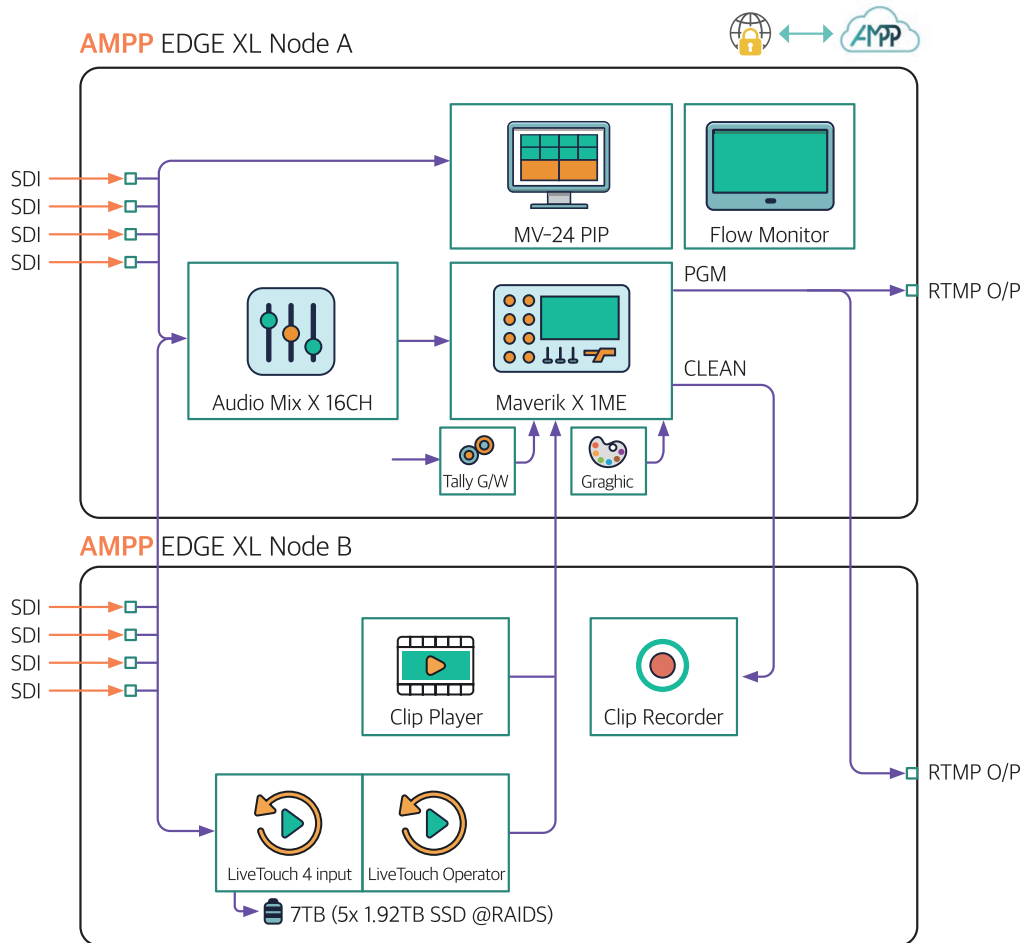 AMPP EDGE XL Node A
AMPP
SDI
SDI
SDI
SDI
MV-24 PIP
Flow Monitor
PGM
RTMP O/P
CLEAN
Audio Mix X 16CH
Maverik X 1ME
Tally G/W
Graghic
AMPP EDGE XL Node B
SDI
SDI
SDI
SDI
Clip Player
Clip Recorder
RTMP O/P
LiveTouch 4 input
LiveTouch Operator
7TB (5x 1.92TB SSD @RAIDS)